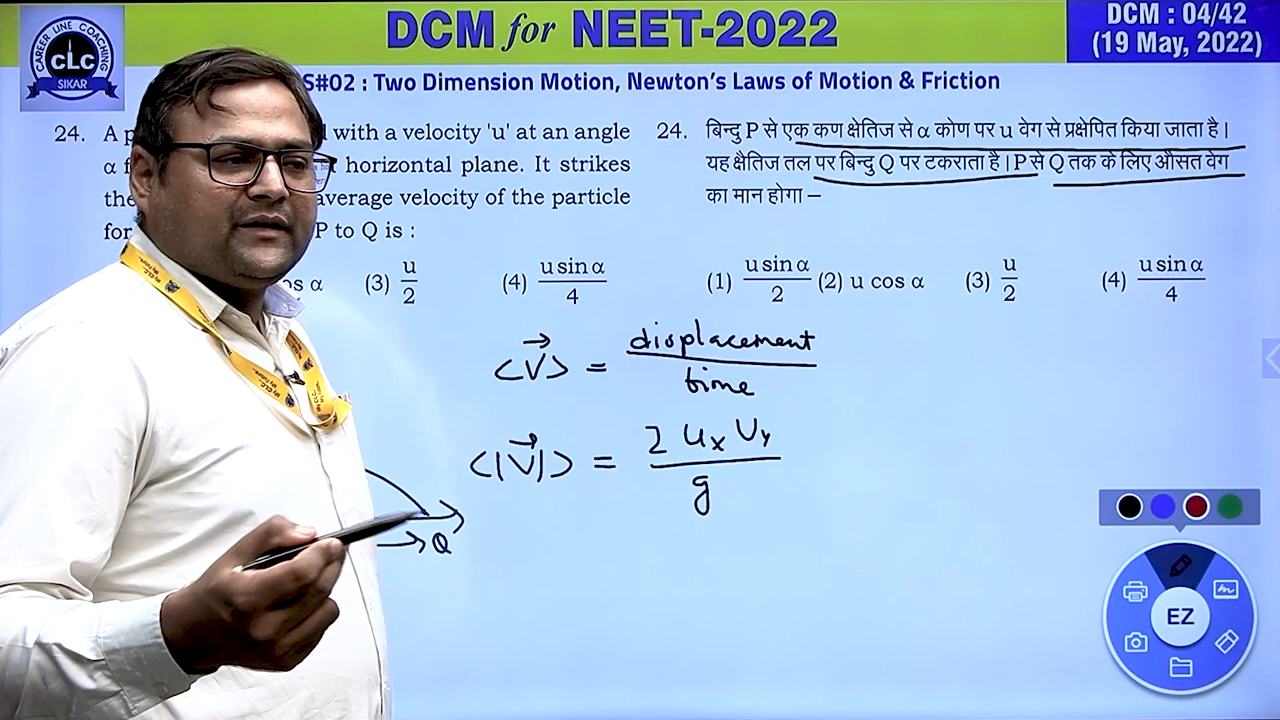 DCM for NEET-2022
DCM : 04/42
(19 May, 2022)
CAREER LINE COACHING
CLC
SIKAR
S#02 : Two Dimension Motion, Newton's Laws of Motion & Friction
24. A p with a velocity 'u' at an angle
α f horizontal plane. It strikes
the average velocity of the particle
for P to Q is :
os α (3) u/2 (4) u sin α/4
24. बिन्दु P से एक कण क्षैतिज से α कोण पर u वेग से प्रक्षेपित किया जाता है।
यह क्षैतिज तल पर बिन्दु Q पर टकराता है। P से Q तक के लिए औसत वेग
का मान होगा –
(1) u sin α/2 (2) u cos α (3) u/2 (4) u sin α/4
<V⃗> = displacement/time
<|V⃗|> = 2 Ux Uy/g
Q
EZ